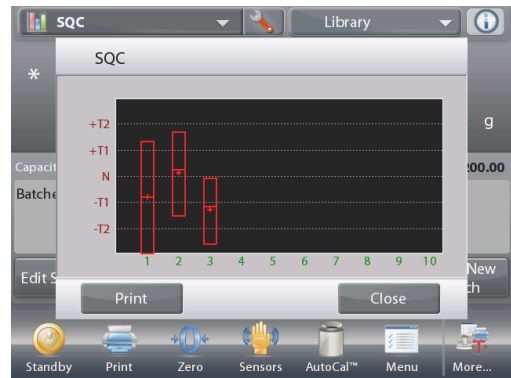 SQC
Library
SQC
*
g
+T2
+T1
N
-T1
-T2
1 2 3 4 5 6 7 8 9 10
Capacit
200.00
Batche
Edit S
New
ch
Print
Close
Standby
Print
Zero
Sensors
AutoCal™
Menu
More...